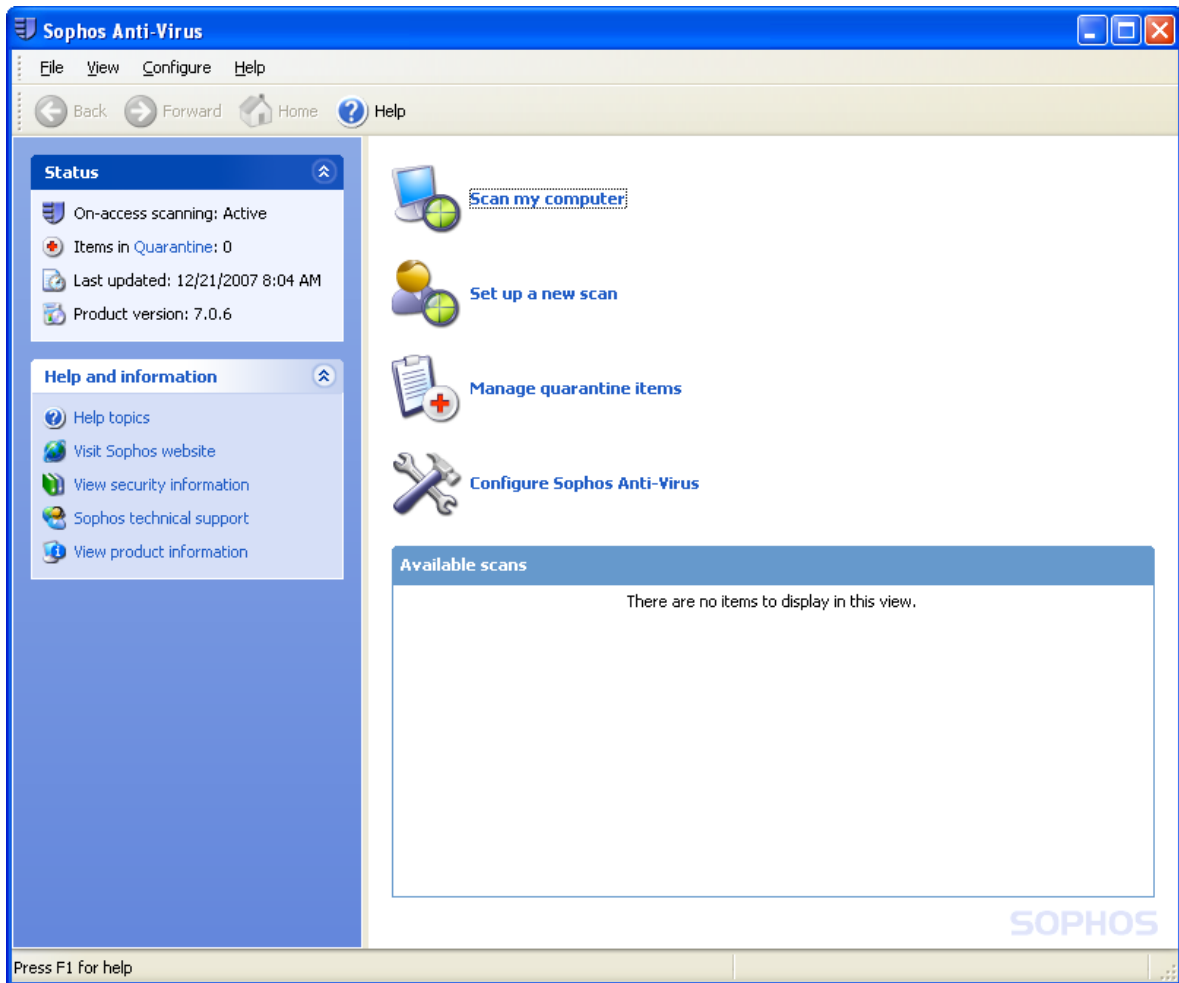 Sophos Anti-Virus
File View Configure Help
Back Forward Home Help
Status
On-access scanning: Active
Items in Quarantine: 0
Last updated: 12/21/2007 8:04 AM
Product version: 7.0.6
Help and information
Help topics
Visit Sophos website
View security information
Sophos technical support
View product information
Scan my computer
Set up a new scan
Manage quarantine items
Configure Sophos Anti-Virus
Available scans
There are no items to display in this view.
SOPHOS
Press F1 for help